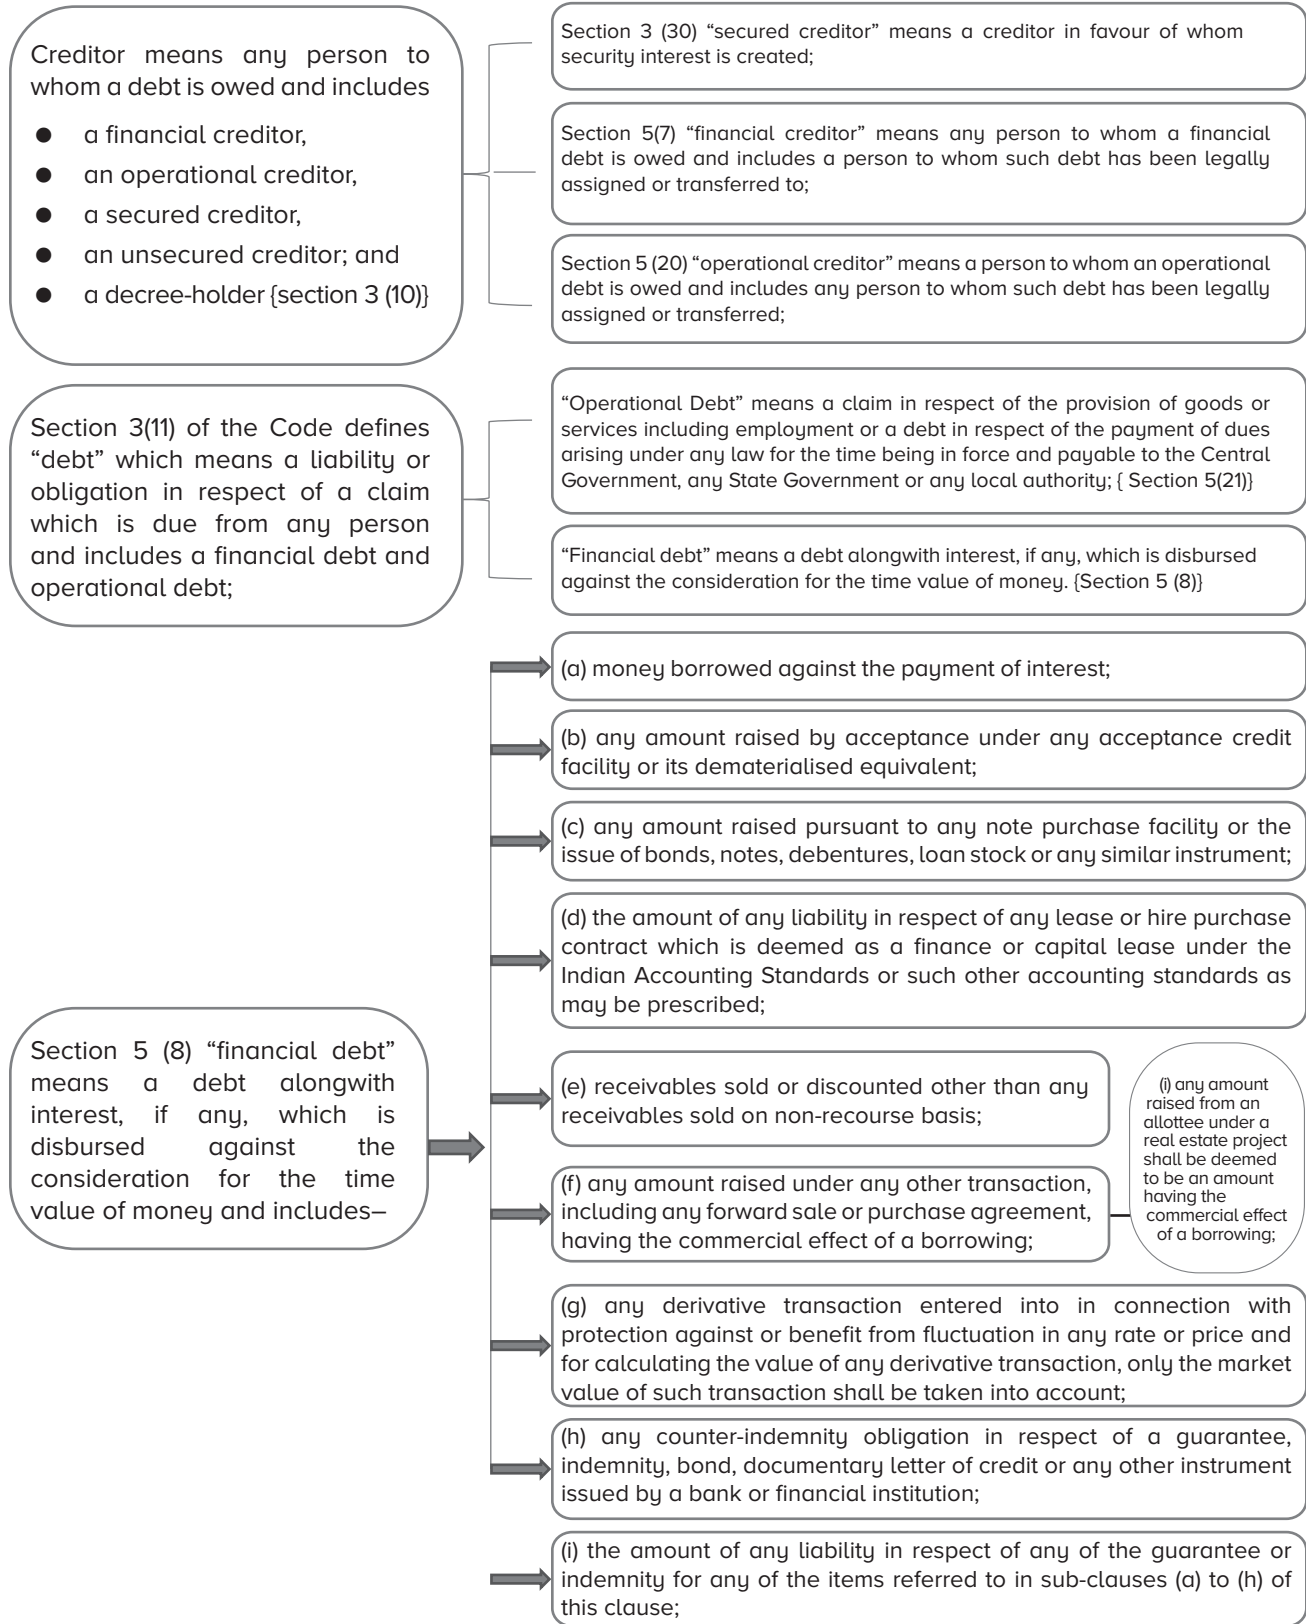 Creditor means any person to
whom a debt is owed and includes
● a financial creditor,
● an operational creditor,
● a secured creditor,
● an unsecured creditor; and
● a decree-holder {section 3 (10)}
Section 3 (30) “secured creditor” means a creditor in favour of whom
security interest is created;
Section 5(7) “financial creditor” means any person to whom a financial
debt is owed and includes a person to whom such debt has been legally
assigned or transferred to;
Section 5 (20) “operational creditor” means a person to whom an operational
debt is owed and includes any person to whom such debt has been legally
assigned or transferred;
Section 3(11) of the Code defines
“debt” which means a liability or
obligation in respect of a claim
which is due from any person
and includes a financial debt and
operational debt;
“Operational Debt” means a claim in respect of the provision of goods or
services including employment or a debt in respect of the payment of dues
arising under any law for the time being in force and payable to the Central
Government, any State Government or any local authority; { Section 5(21)}
“Financial debt” means a debt alongwith interest, if any, which is disbursed
against the consideration for the time value of money. {Section 5 (8)}
Section 5 (8) “financial debt”
means a debt alongwith
interest, if any, which is
disbursed against the
consideration for the time
value of money and includes–
(a) money borrowed against the payment of interest;
(b) any amount raised by acceptance under any acceptance credit
facility or its dematerialised equivalent;
(c) any amount raised pursuant to any note purchase facility or the
issue of bonds, notes, debentures, loan stock or any similar instrument;
(d) the amount of any liability in respect of any lease or hire purchase
contract which is deemed as a finance or capital lease under the
Indian Accounting Standards or such other accounting standards as
may be prescribed;
(e) receivables sold or discounted other than any
receivables sold on non-recourse basis;
(f) any amount raised under any other transaction,
including any forward sale or purchase agreement,
having the commercial effect of a borrowing;
(i) any amount
raised from an
allottee under a
real estate project
shall be deemed
to be an amount
having the
commercial effect
of a borrowing;
(g) any derivative transaction entered into in connection with
protection against or benefit from fluctuation in any rate or price and
for calculating the value of any derivative transaction, only the market
value of such transaction shall be taken into account;
(h) any counter-indemnity obligation in respect of a guarantee,
indemnity, bond, documentary letter of credit or any other instrument
issued by a bank or financial institution;
(i) the amount of any liability in respect of any of the guarantee or
indemnity for any of the items referred to in sub-clauses (a) to (h) of
this clause;